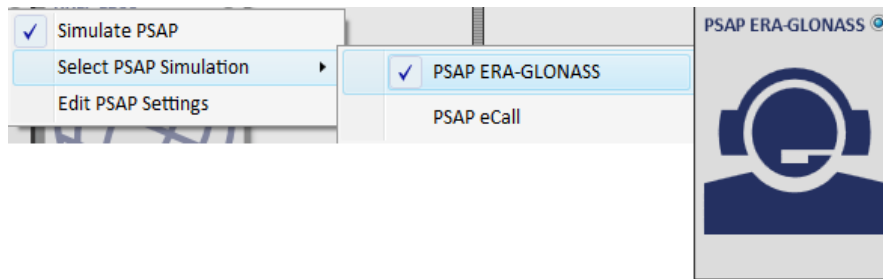 Simulate PSAP
Select PSAP Simulation
Edit PSAP Settings
PSAP ERA-GLONASS
PSAP eCall
PSAP ERA-GLONASS